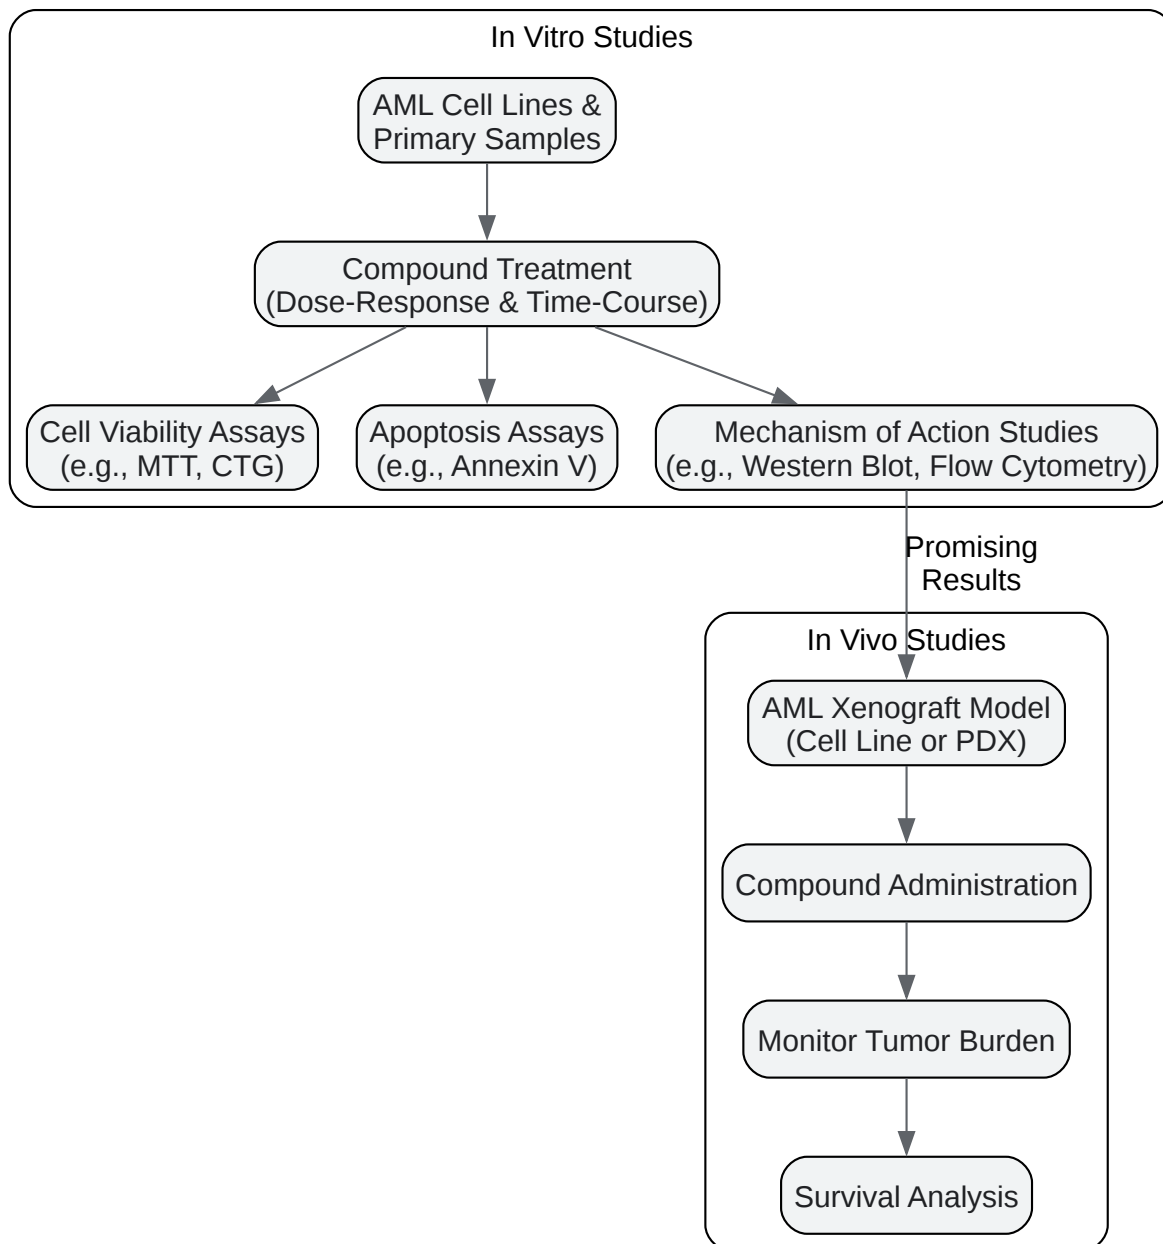 In Vitro Studies
AML Cell Lines &
Primary Samples
Compound Treatment
(Dose-Response & Time-Course)
Cell Viability Assays
(e.g., MTT, CTG)
Apoptosis Assays
(e.g., Annexin V)
Mechanism of Action Studies
(e.g., Western Blot, Flow Cytometry)
Promising
Results
In Vivo Studies
AML Xenograft Model
(Cell Line or PDX)
Compound Administration
Monitor Tumor Burden
Survival Analysis